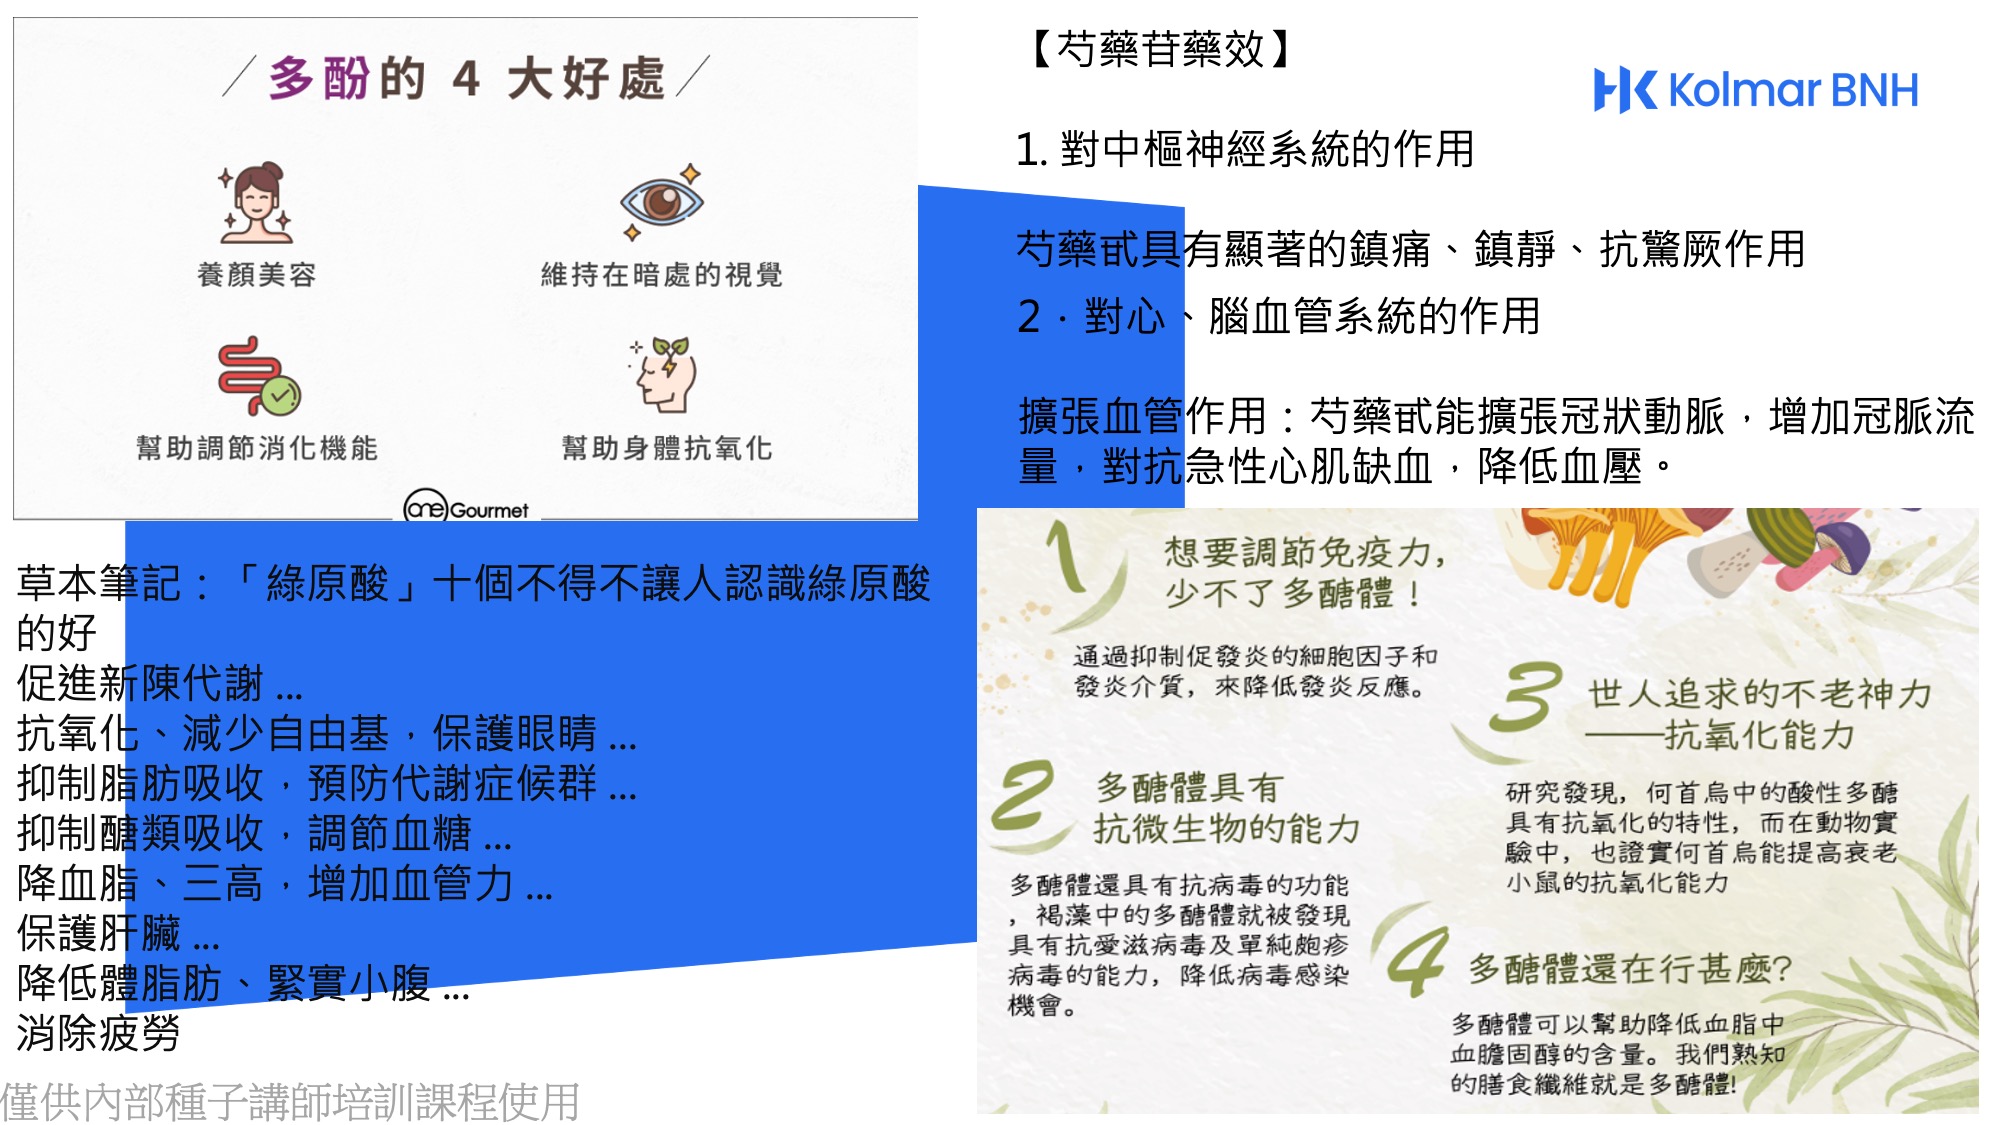 多酚的 4 大好處
養顏美容
維持在暗處的視覺
幫助調節消化機能
幫助身體抗氧化
one Gourmet
草本筆記：「綠原酸」十個不得不讓人認識綠原酸
的好
促進新陳代謝 ...
抗氧化、減少自由基，保護眼睛 ...
抑制脂肪吸收，預防代謝症候群 ...
抑制醣類吸收，調節血糖 ...
降血脂、三高，增加血管力 ...
保護肝臟 ...
降低體脂肪、緊實小腹 ...
消除疲勞
僅供內部種子講師培訓課程使用
【芍藥苷藥效】
Kolmar BNH
1. 對中樞神經系統的作用
芍藥甙具有顯著的鎮痛、鎮靜、抗驚厥作用
2．對心、腦血管系統的作用
擴張血管作用：芍藥甙能擴張冠狀動脈，增加冠脈流
量，對抗急性心肌缺血，降低血壓。
1
想要調節免疫力，
少不了多醣體！
通過抑制促發炎的細胞因子和
發炎介質，來降低發炎反應。
2
多醣體具有
抗微生物的能力
多醣體還具有抗病毒的功能
，褐藻中的多醣體就被發現
具有抗愛滋病毒及單純皰疹
病毒的能力，降低病毒感染
機會。
3
世人追求的不老神力
——抗氧化能力
研究發現，何首烏中的酸性多醣
具有抗氧化的特性，而在動物實
驗中，也證實何首烏能提高衰老
小鼠的抗氧化能力
4
多醣體還在行甚麼?
多醣體可以幫助降低血脂中
血膽固醇的含量。我們熟知
的膳食纖維就是多醣體!